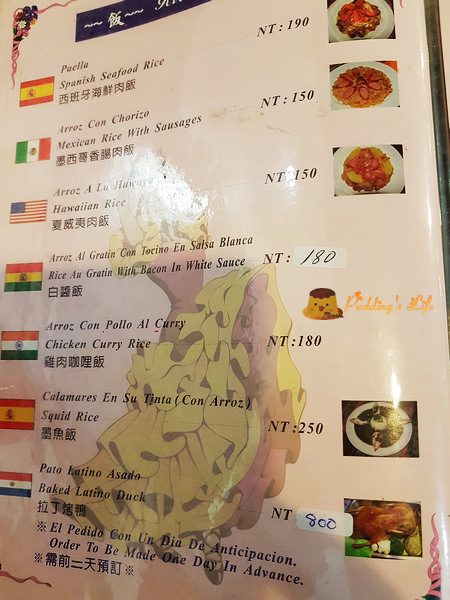 ~~ 飯 ~~
NT: 190
Paella
Spanish Seafood Rice
西班牙海鮮肉飯
NT: 150
Arroz Con Chorizo
Mexican Rice With Sausages
墨西哥香腸肉飯
NT: 150
Arroz A La
Hawaiian Rice
夏威夷肉飯
Arroz Al Gratin Con Tocino En Salsa Blanca
NT: 180
Rice Au Gratin With Bacon In White Sauce
白醬飯
Pudding's Life
Arroz Con Pollo Al Curry
Chicken Curry Rice
NT:180
雞肉咖哩飯
Calamares En Su Tinta (Con Arroz)
Squid Rice
NT:250
墨魚飯
Pato Latino Asado
Baked Latino Duck
NT 800
拉丁烤鴨
※El Pedido Con Un Dia De Anticipacion.
Order To Be Made One Day In Advance.
※需前一天預訂※